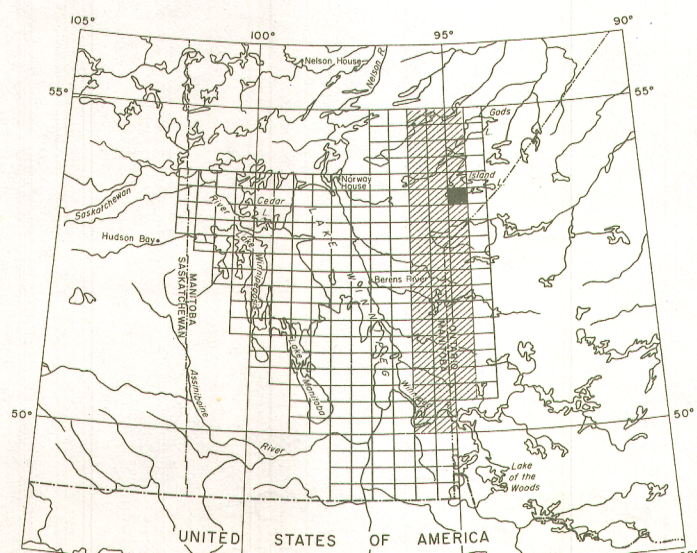 105°
100°
95°
90°
55°
55°
Nelson House
Nelson R
Gods
L.
Island
Norway
House
Cedar
L.
Saskatchewan
River
Hudson Bay
Lake
Winnipegosis
LAKE
WINNIPEG
Berens River
MANITOBA
SASKATCHEWAN
ONTARIO
MANITOBA
Lake
Manitoba
Assiniboine
River
50°
50°
Lake
of the
Woods
UNITED STATES OF AMERICA